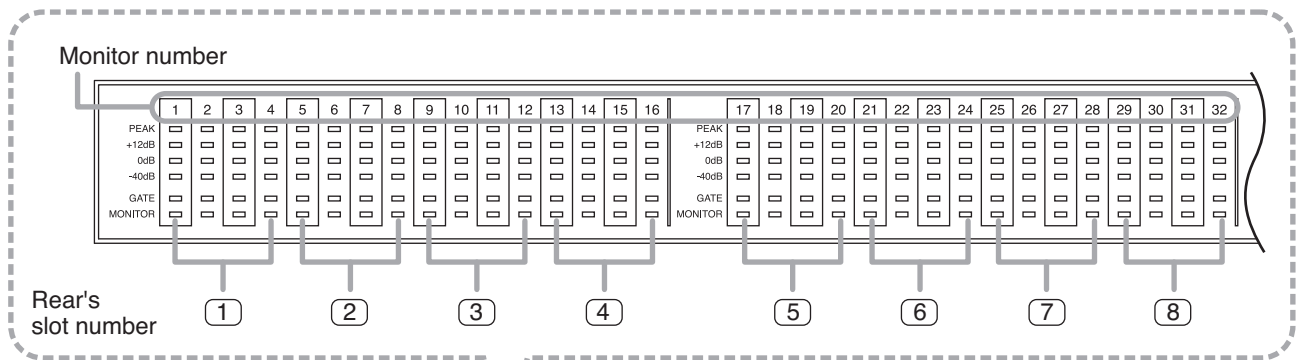 Monitor number
1 2 3 4 5 6 7 8 9 10 11 12 13 14 15 16 17 18 19 20 21 22 23 24 25 26 27 28 29 30 31 32
PEAK PEAK
+12dB +12dB
0dB 0dB
-40dB -40dB
GATE GATE
MONITOR MONITOR
Rear's
slot number
1 2 3 4 5 6 7 8